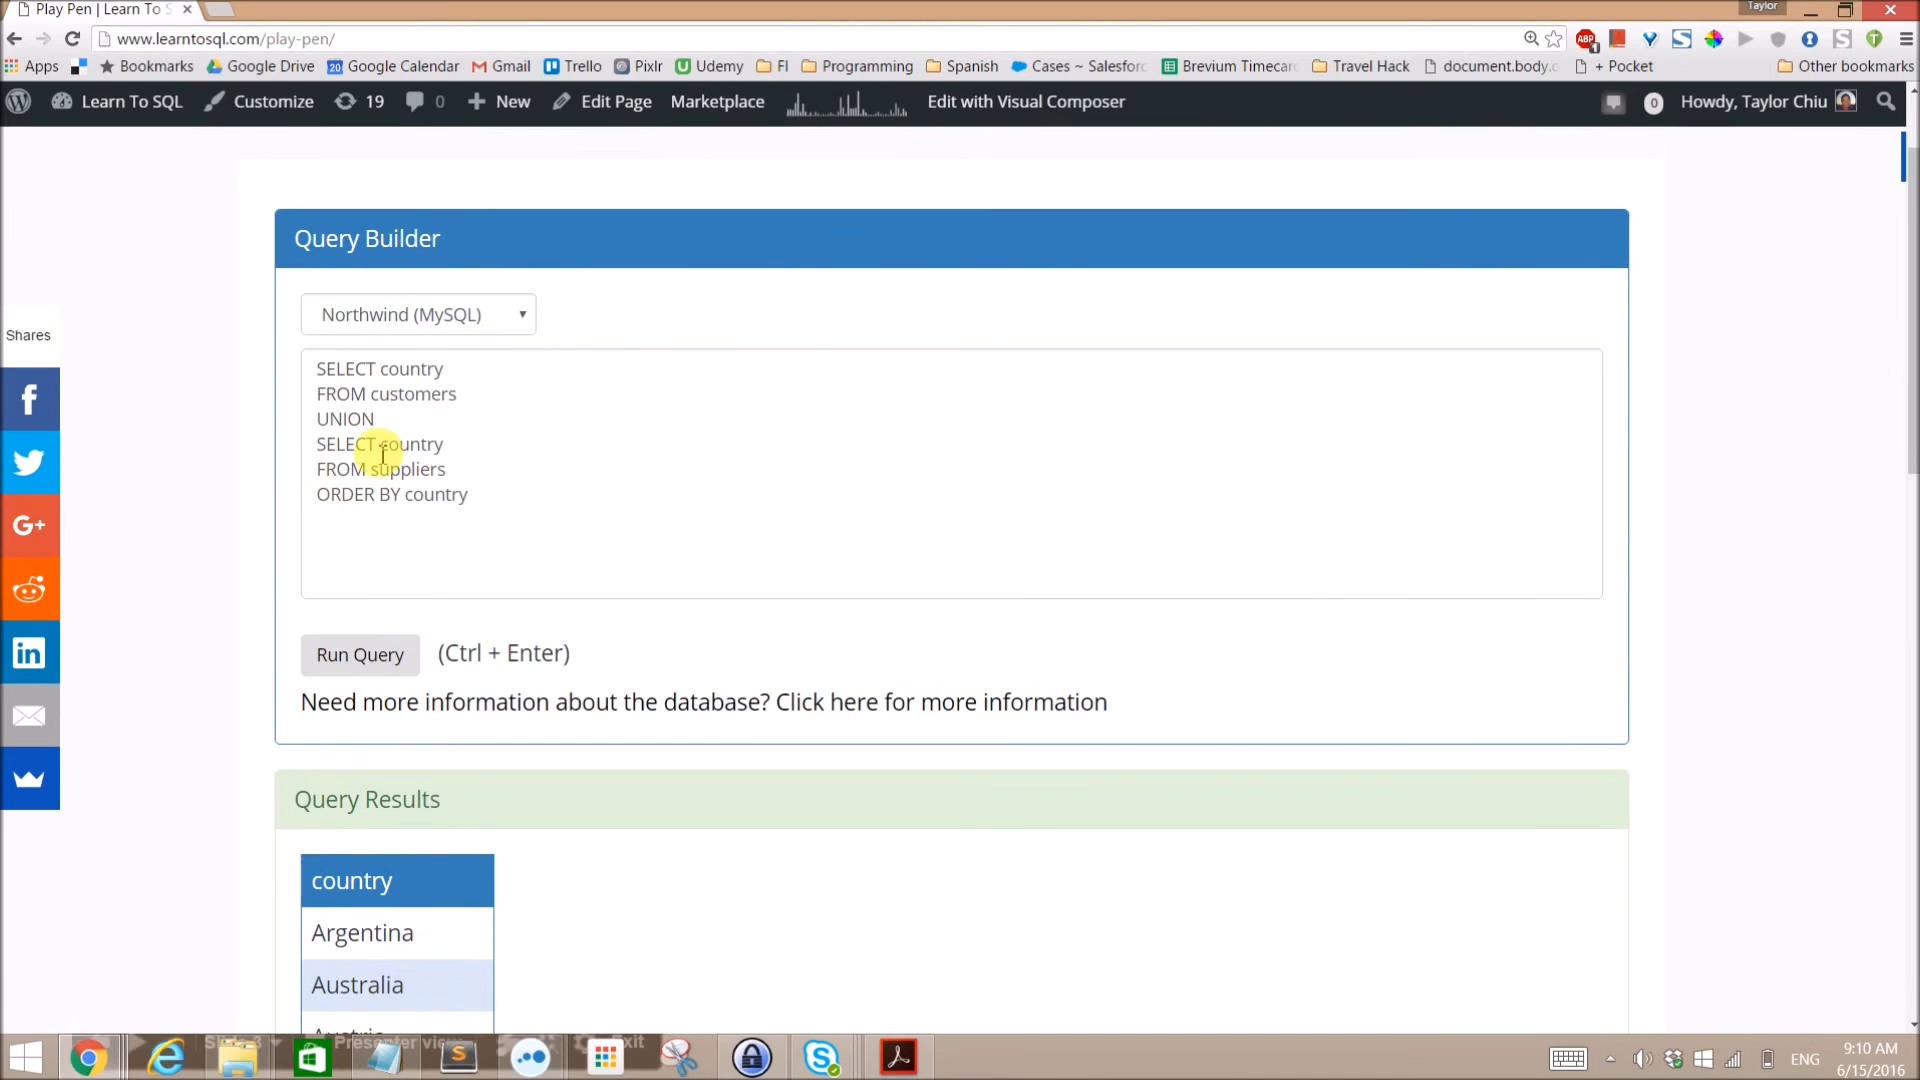 Play Pen | Learn To S
Taylor
www.learntosql.com/play-pen/
Apps Bookmarks Google Drive 20 Google Calendar Gmail Trello Pixlr Udemy FI Programming Spanish Cases ~ Salesforc Brevium Timecar Travel Hack document.body.c + Pocket Other bookmarks
Learn To SQL Customize 19 0 New Edit Page Marketplace Edit with Visual Composer 0 Howdy, Taylor Chiu
Query Builder
Northwind (MySQL)
Shares
SELECT country
FROM customers
UNION
SELECT country
FROM suppliers
ORDER BY country
Run Query (Ctrl + Enter)
Need more information about the database? Click here for more information
Query Results
country
Argentina
Australia
ENG
9:10 AM
6/15/2016